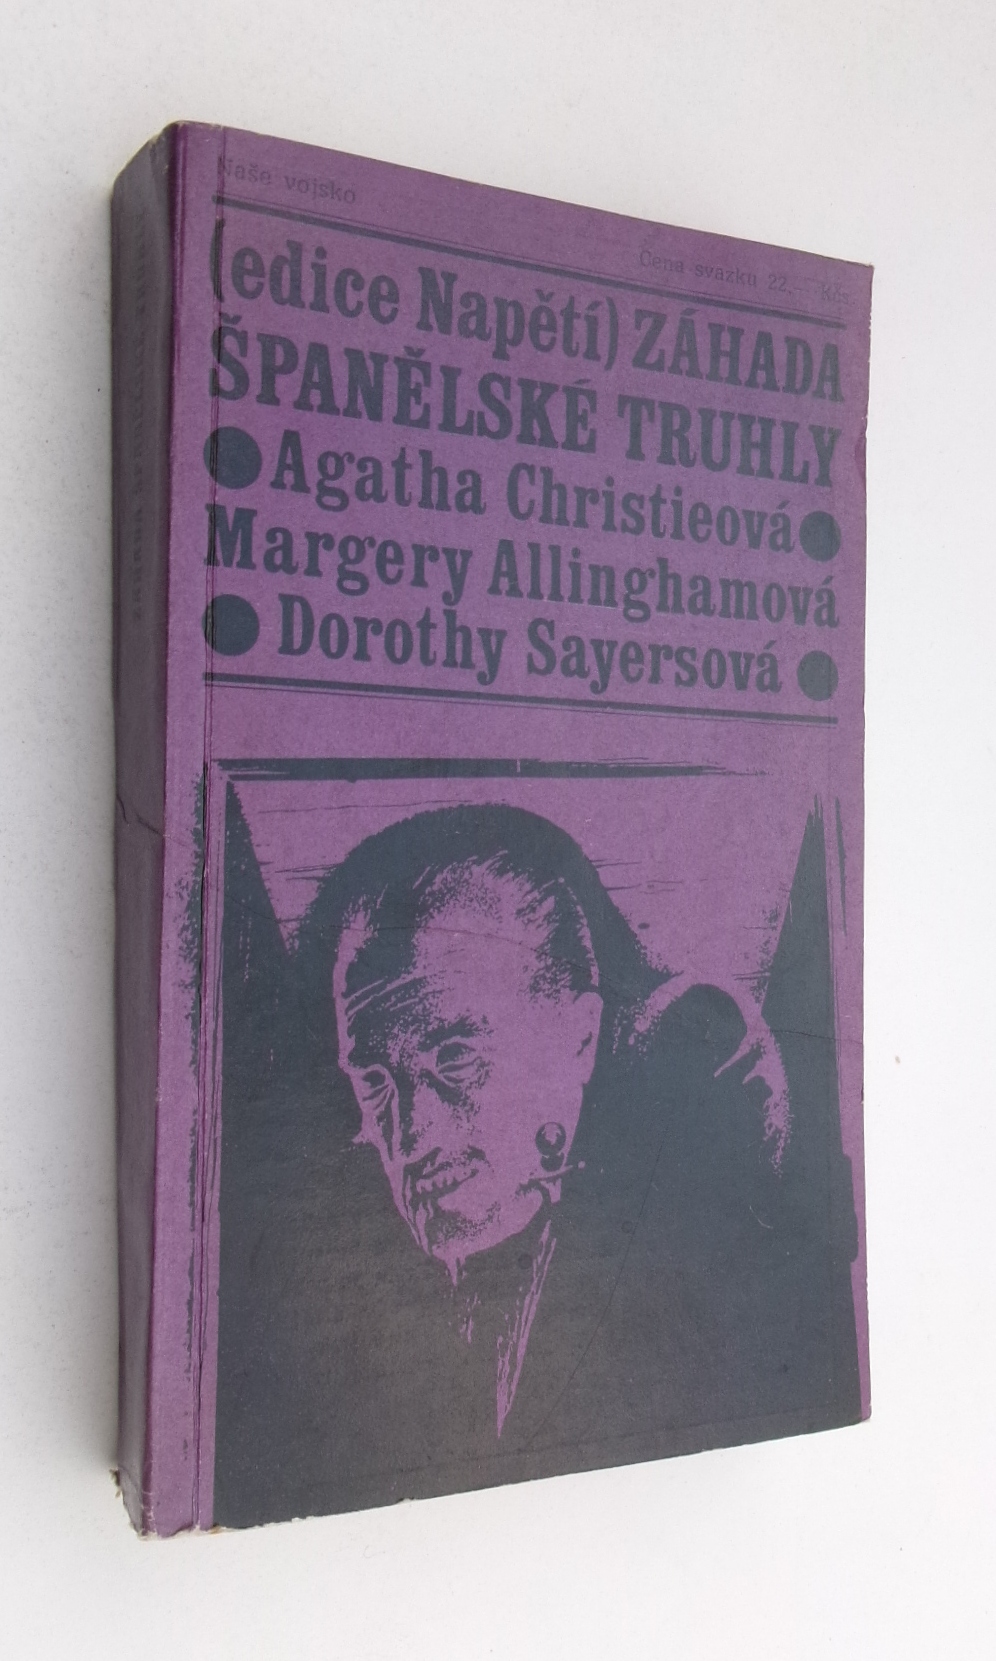 Naše vojsko
Cena svazku 22,— Kčs
(edice Napětí) ZÁHADA
ŠPANĚLSKÉ TRUHLY
●Agatha Christieová●
Margery Allinghamová
● Dorothy Sayersová ●